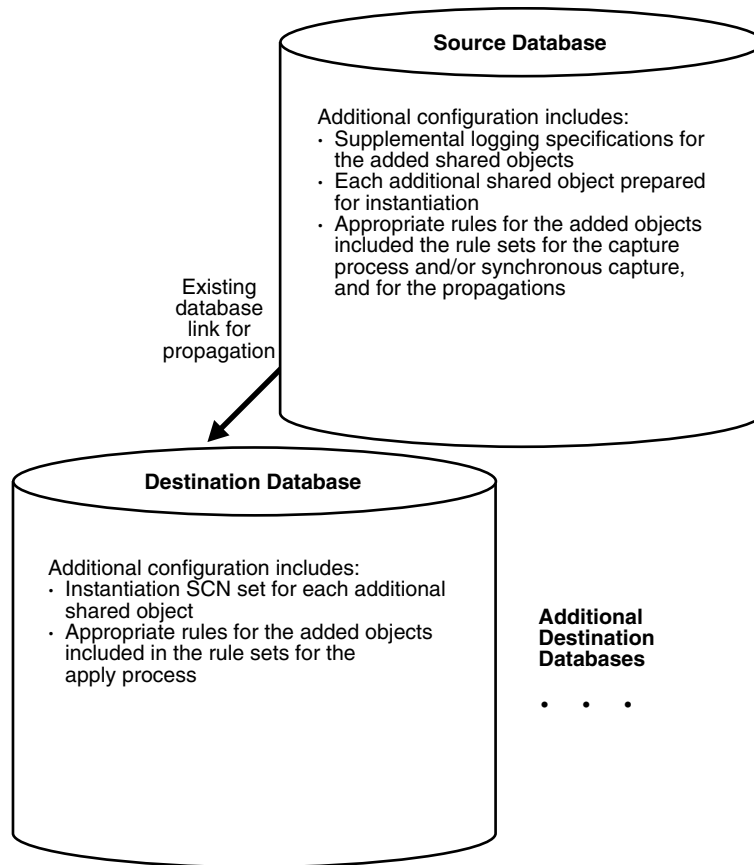 Source Database
Additional configuration includes:
· Supplemental logging specifications for
the added shared objects
· Each additional shared object prepared
for instantiation
· Appropriate rules for the added objects
included the rule sets for the capture
process and/or synchronous capture,
and for the propagations
Existing
database
link for
propagation
Destination Database
Additional configuration includes:
· Instantiation SCN set for each additional
shared object
· Appropriate rules for the added objects
included in the rule sets for the
apply process
Additional
Destination
Databases
. . .